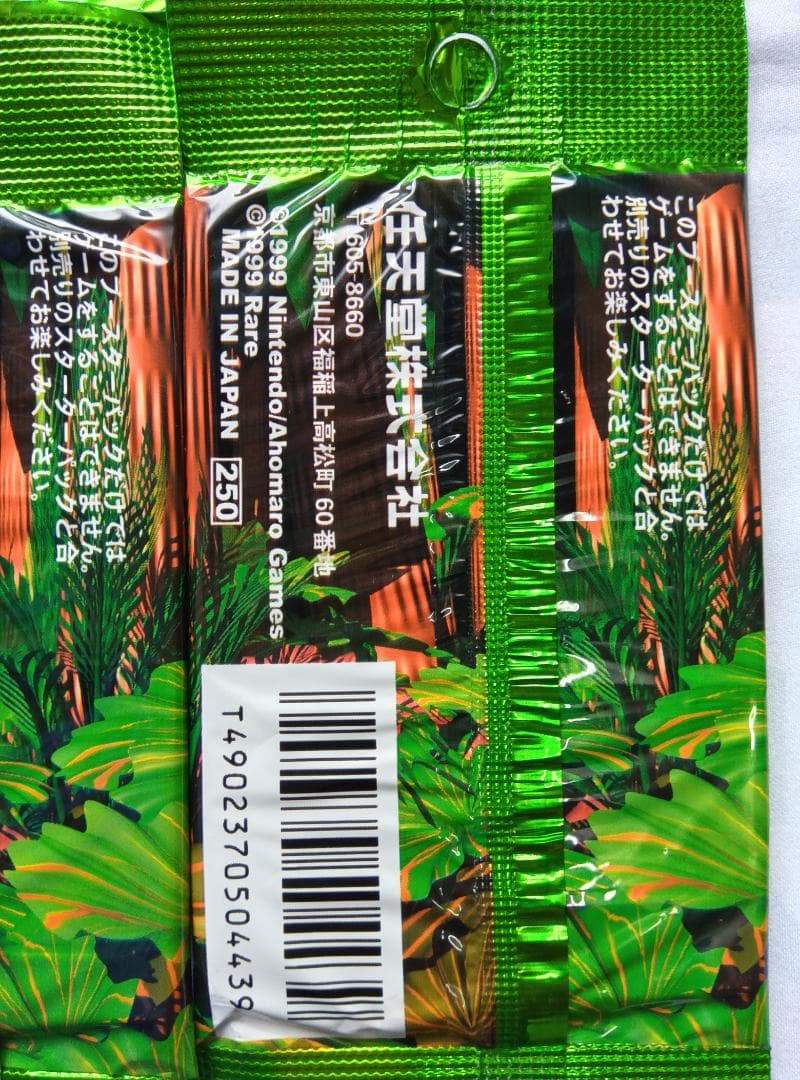 このブースターパックだけでは
ゲームをすることはできません。
別売りのスターターパックと合
わせてお楽しみください。
任天堂株式会社
〒605-8660
京都市東山区福稲上高松町60番地
©1999 Nintendo/Ahomaro Games
©1999 Rare
MADE IN JAPAN 250
T4902370504439
このブースターパックだけでは
ゲームをすることはできません。
別売りのスターターパックと合
わせてお楽しみください。